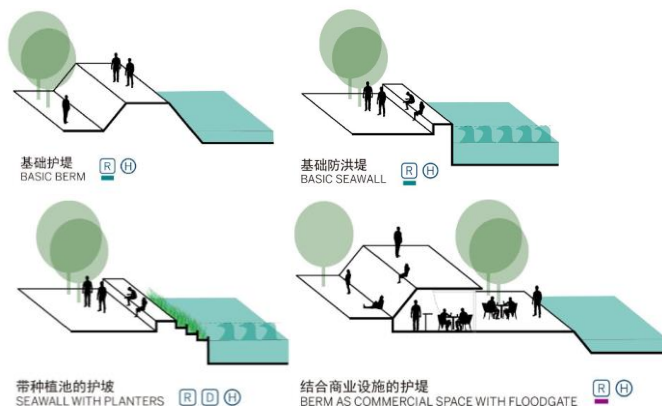 基础护堤
BASIC BERM R H
基础防洪堤
BASIC SEAWALL R H
带种植池的护坡
SEAWALL WITH PLANTERS R D H
结合商业设施的护堤
BERM AS COMMERCIAL SPACE WITH FLOODGATE R H